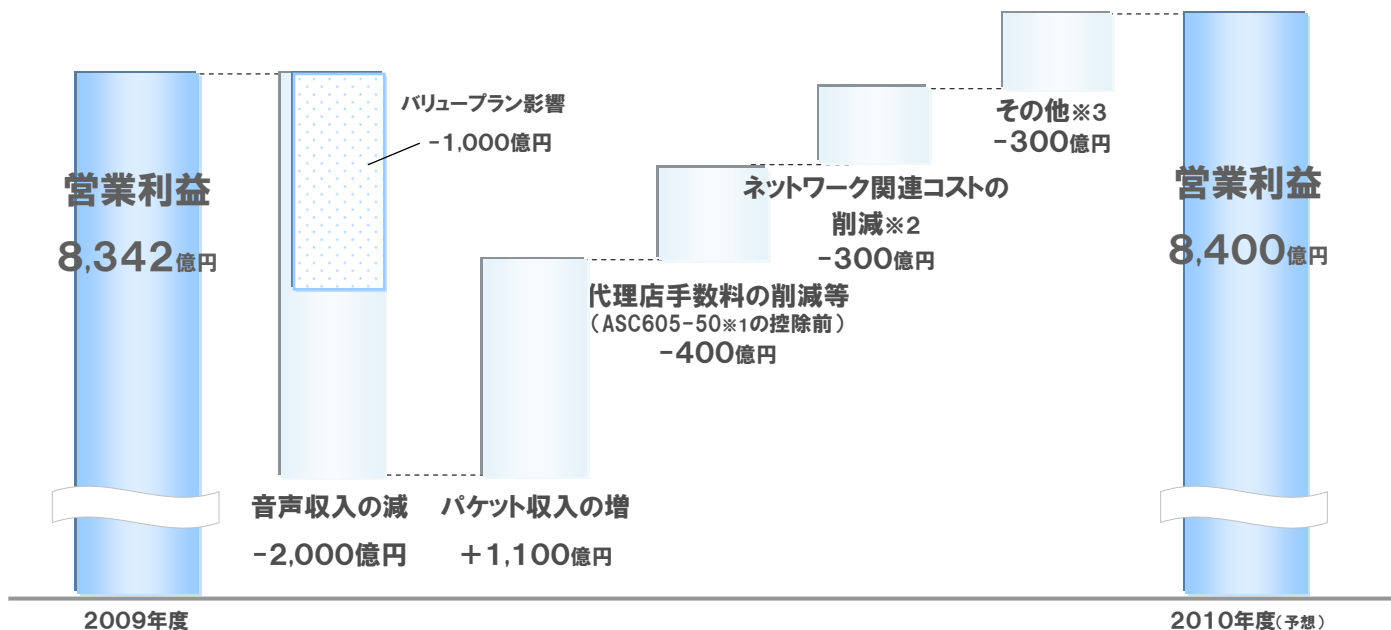 営業利益
8,342億円
2009年度
バリュープラン影響
-1,000億円
音声収入の減
-2,000億円
パケット収入の増
+1,100億円
代理店手数料の削減等
(ASC605-50※1の控除前)
-400億円
ネットワーク関連コストの
削減※2
-300億円
その他※3
-300億円
営業利益
8,400億円
2010年度(予想)